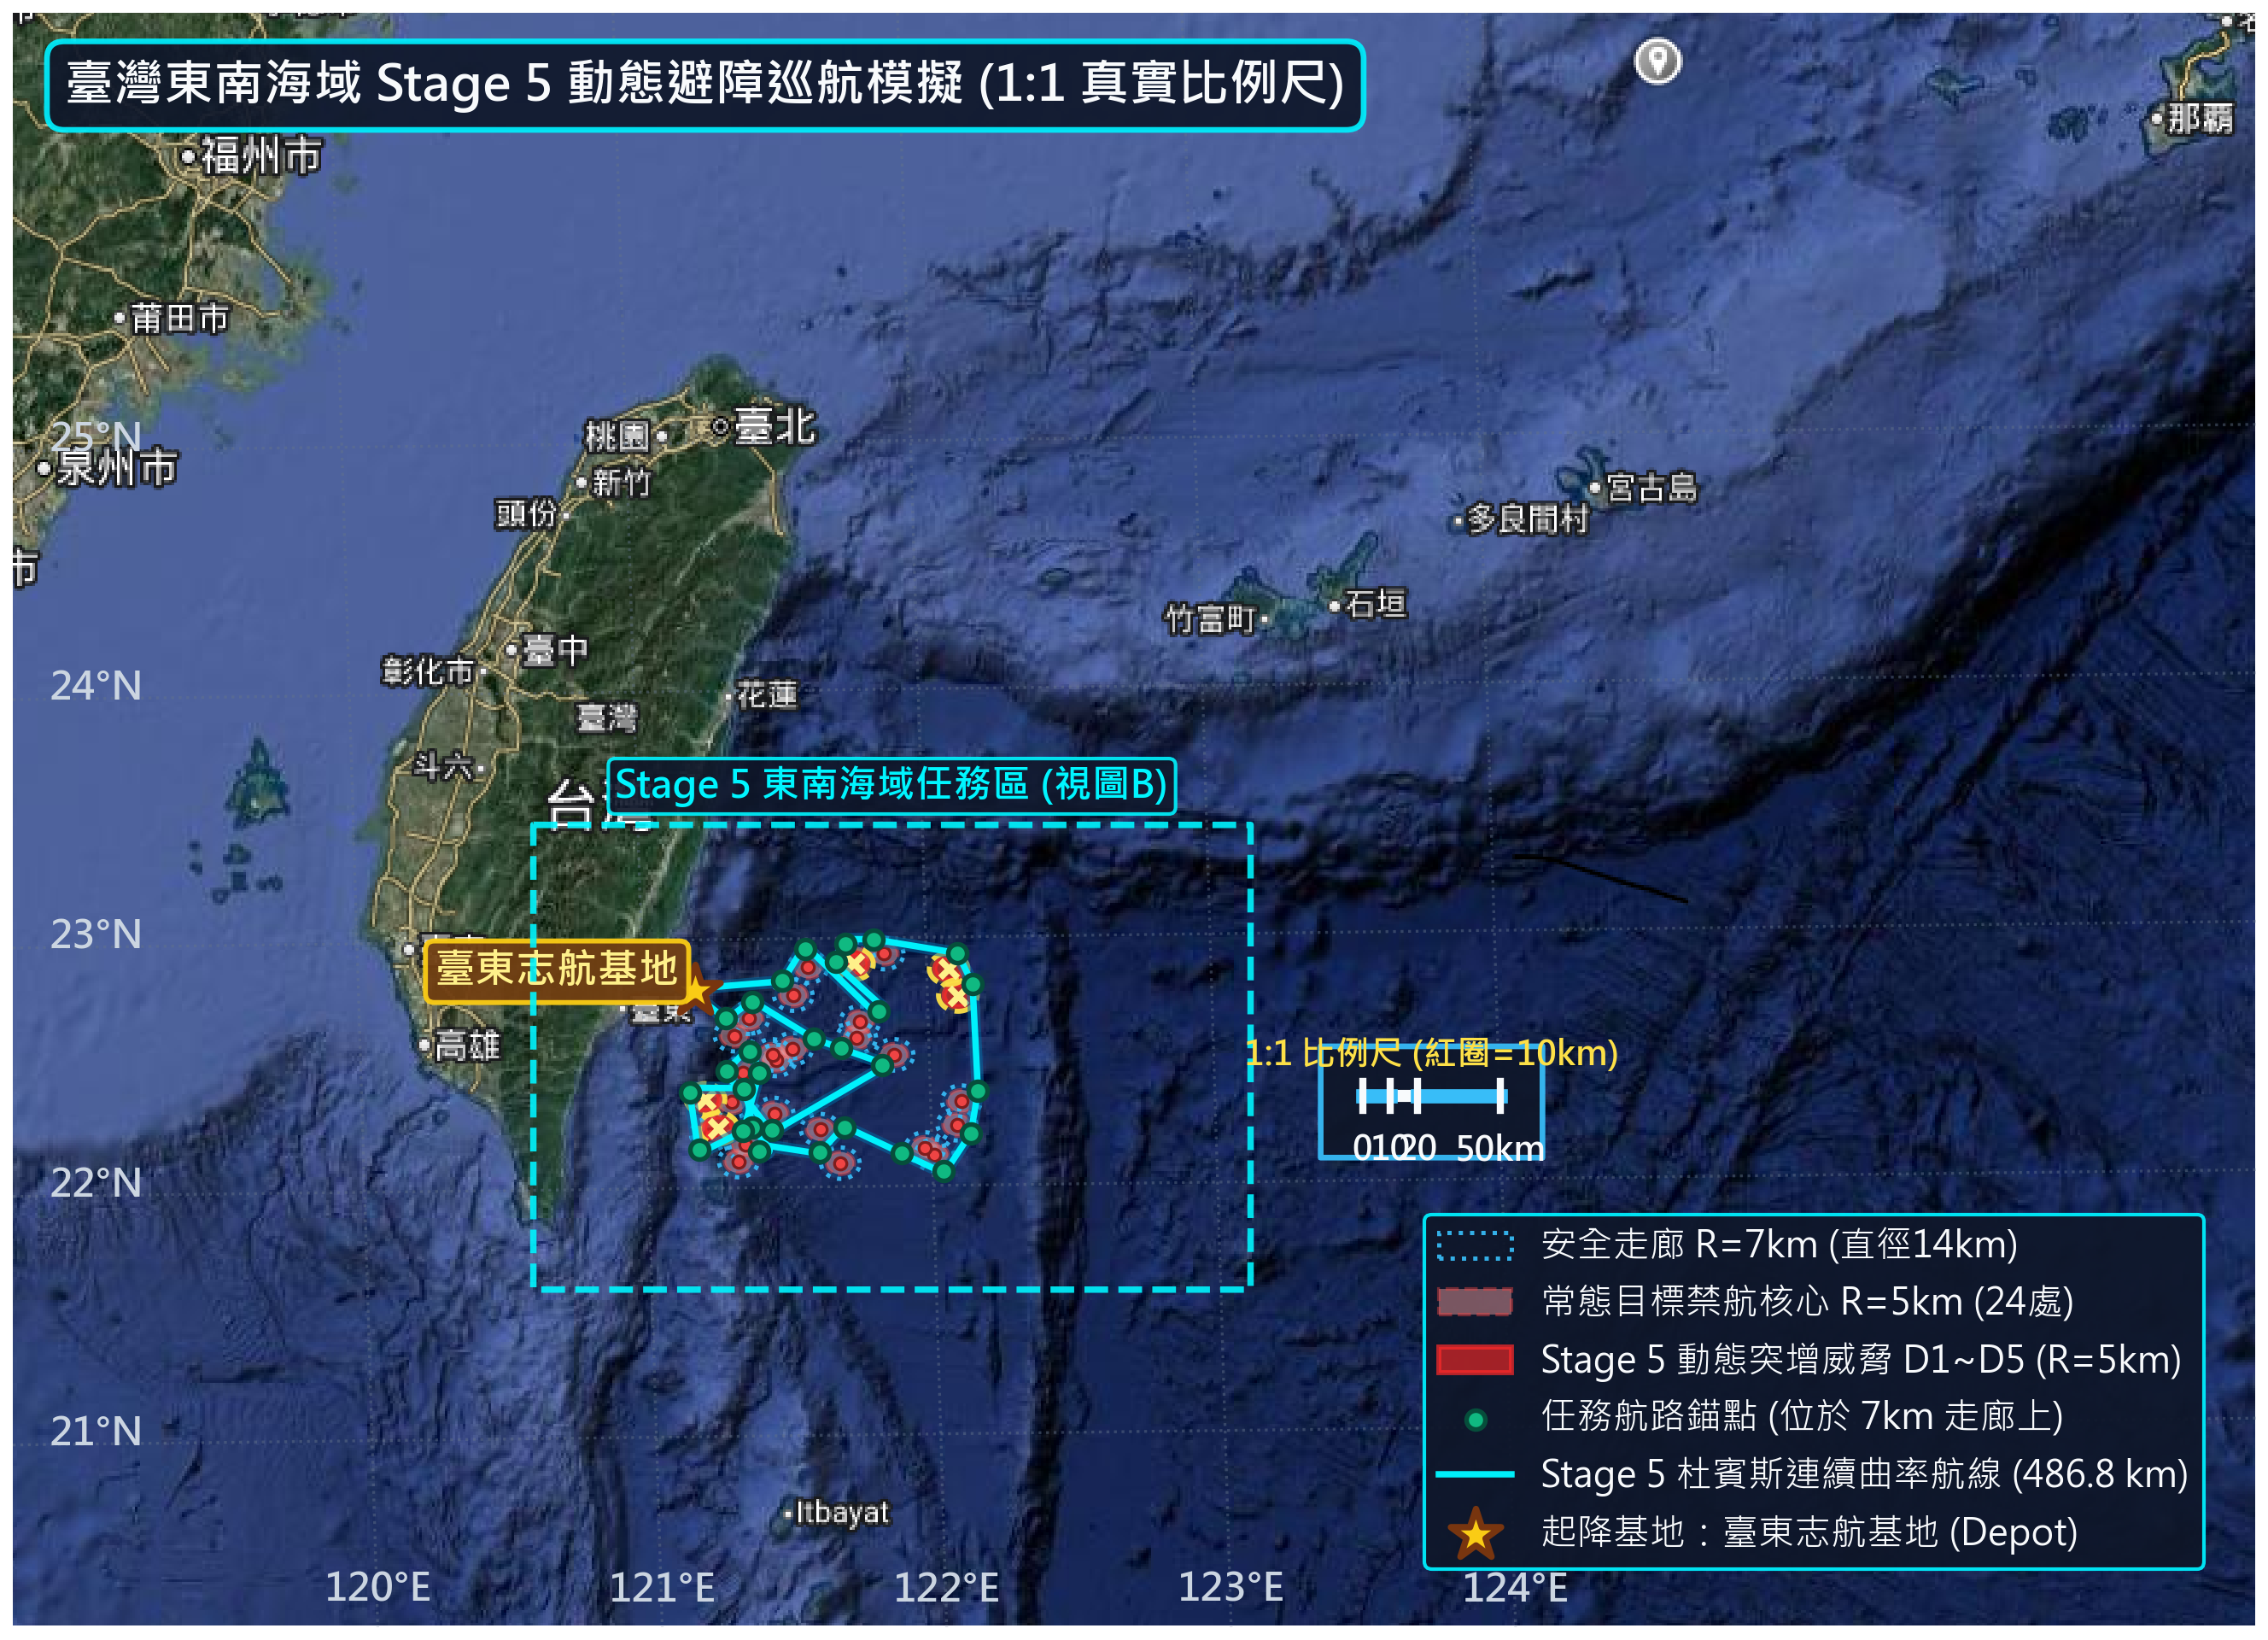 臺灣東南海域 Stage 5 動態避障巡航模擬 (1:1 真實比例尺)
那覇
福州市
莆田市
25°N
泉州市
市
臺北
桃園
新竹
頭份
宮古島
多良間村
石垣
竹富町
臺中
彰化市
24°N
花蓮
臺灣
斗六
Stage 5 東南海域任務區 (視圖B)
23°N
臺東志航基地
高雄
1:1 比例尺 (紅圈=10km)
0 10 20 50km
22°N
安全走廊 R=7km (直徑14km)
常態目標禁航核心 R=5km (24處)
Stage 5 動態突增威脅 D1~D5 (R=5km)
任務航路錨點 (位於 7km 走廊上)
Stage 5 杜賓斯連續曲率航線 (486.8 km)
起降基地：臺東志航基地 (Depot)
21°N
Itbayat
120°E 121°E 122°E 123°E 124°E